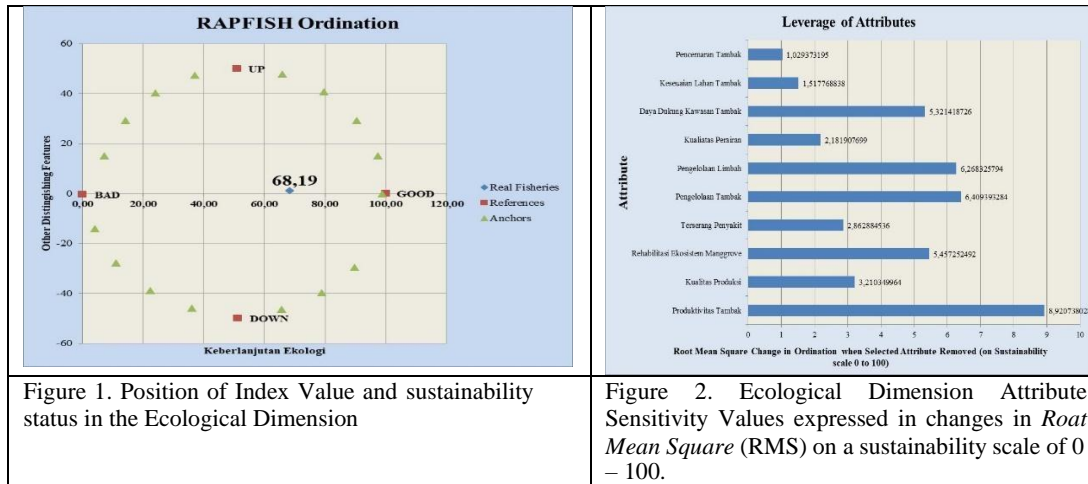 RAPFISH Ordination
60
40
20
0
-20
-40
-60
0,00 20,00 40,00 60,00 80,00 100,00 120,00
UP
BAD
68,19
GOOD
DOWN
Other Distingishing Features
Keberlanjutan Ekologi
Real Fisheries
References
Anchors
Leverage of Attributes
Attribute
Pencemaran Tambak 1,029373195
Kesesuaian Lahan Tambak 1,517768838
Daya Dukung Kawasan Tambak 5,321418726
Kualiatas Perairan 2,181907699
Pengelolaan Limbah 6,268325794
Pengelolaan Tambak 6,409393284
Terserang Penyakit 2,862884536
Rehabilitasi Ekosistem Manggrove 5,457252492
Kualitas Produksi 3,210349964
Produktivitas Tambak 8,92073802
0 1 2 3 4 5 6 7 8 9 10
Root Mean Square Change in Ordination when Selected Attribute Removed (on Sustainability
scale 0 to 100)
Figure 1. Position of Index Value and sustainability
status in the Ecological Dimension
Figure 2. Ecological Dimension Attribute
Sensitivity Values expressed in changes in Roat
Mean Square (RMS) on a sustainability scale of 0
– 100.